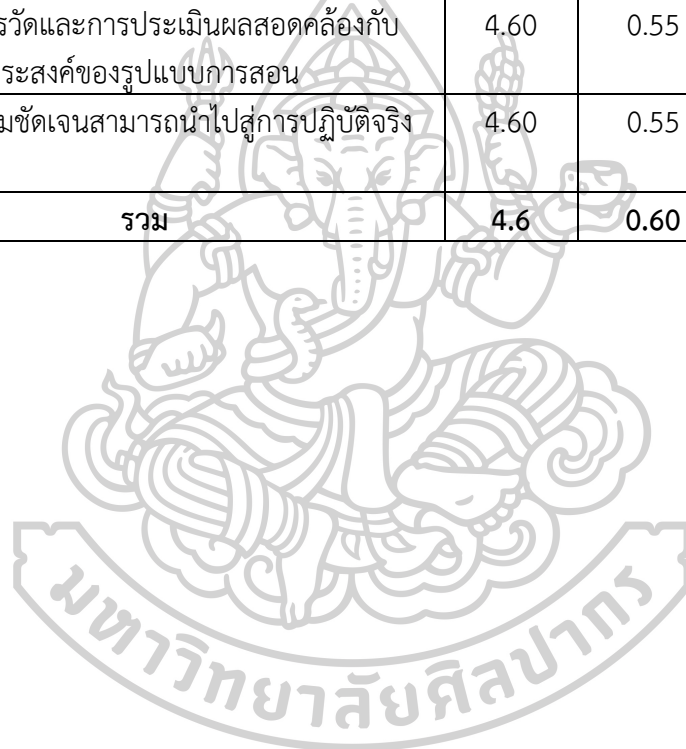 รวัดและการประเมินผลสอดคล้องกับ 4.60 0.55
ระสงค์ของรูปแบบการสอน
มชัดเจนสามารถนำไปสู่การปฏิบัติจริง 4.60 0.55
รวม 4.6 0.60
มหาวิทยาลัยศิลปากร